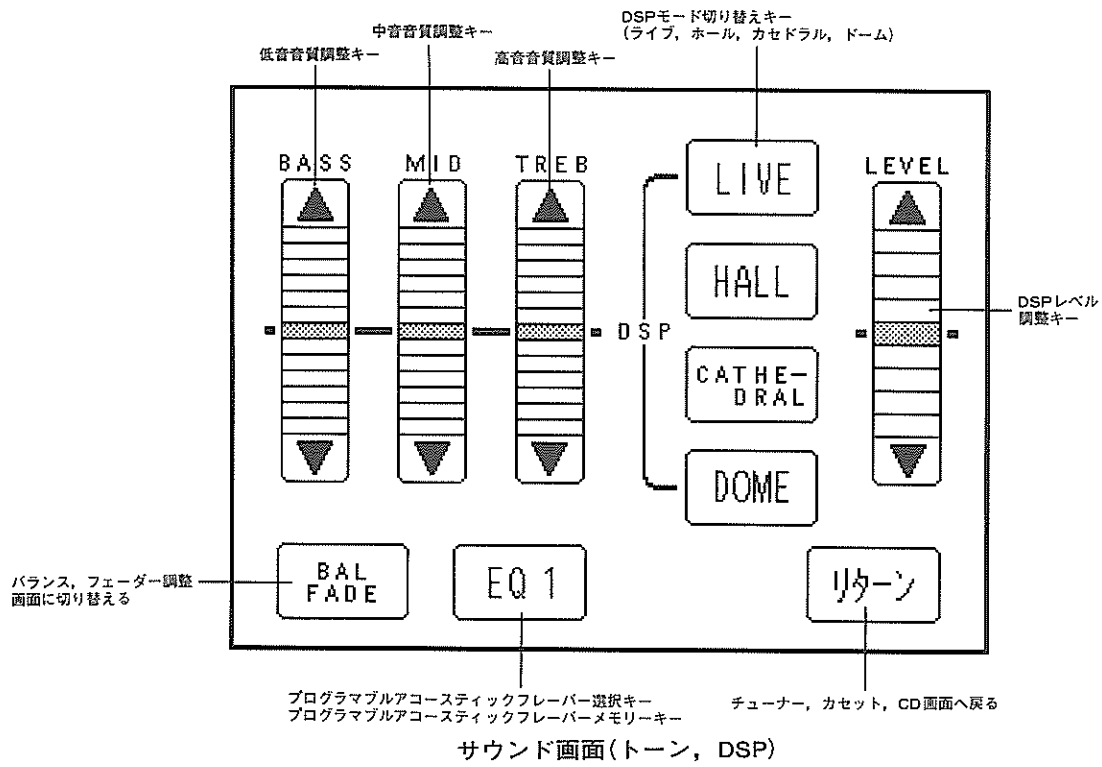 DSPモード切り替えキー
(ライブ，ホール，カセドラル，ドーム)
中音音質調整キー
低音音質調整キー
高音音質調整キー
BASS
MID
TREB
LIVE
LEVEL
HALL
DSPレベル
調整キー
DSP
CATHE-
DRAL
DOME
バランス，フェーダー調整
画面に切り替える
BAL
FADE
EQ 1
リターン
プログラマブルアコースティックフレーバー選択キー
プログラマブルアコースティックフレーバーメモリーキー
チューナー，カセット，CD画面へ戻る
サウンド画面(トーン，DSP)